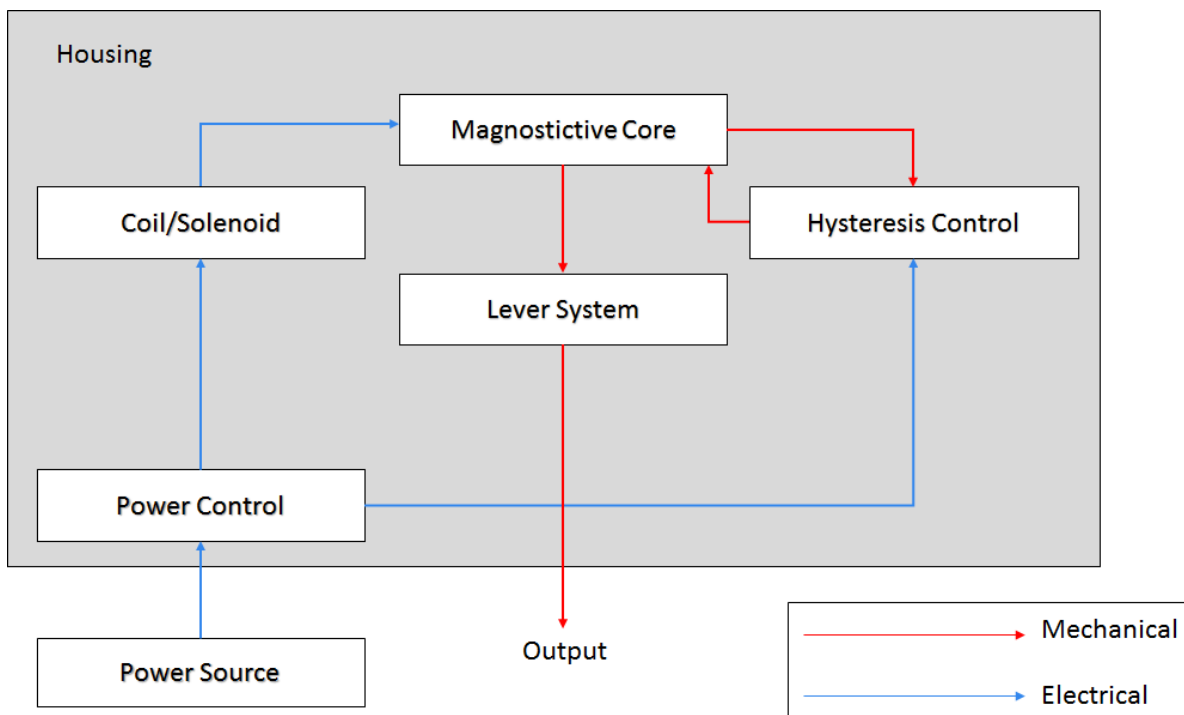 Housing
Magnostictive Core
Coil/Solenoid
Hysteresis Control
Lever System
Power Control
Output
Power Source
Mechanical
Electrical